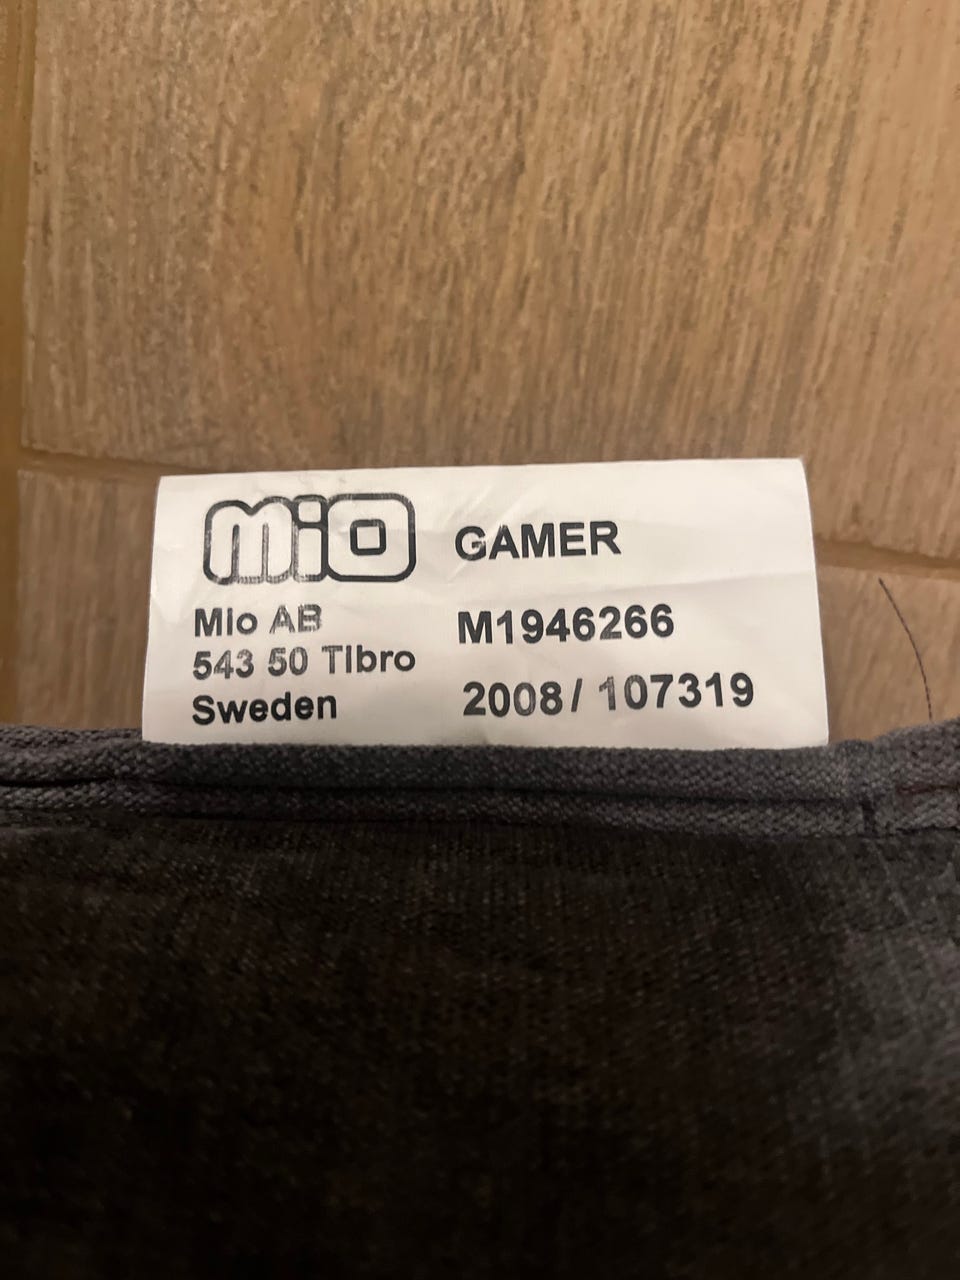 mio
GAMER
Mio AB
543 50 Tibro
Sweden
M1946266
2008/ 107319